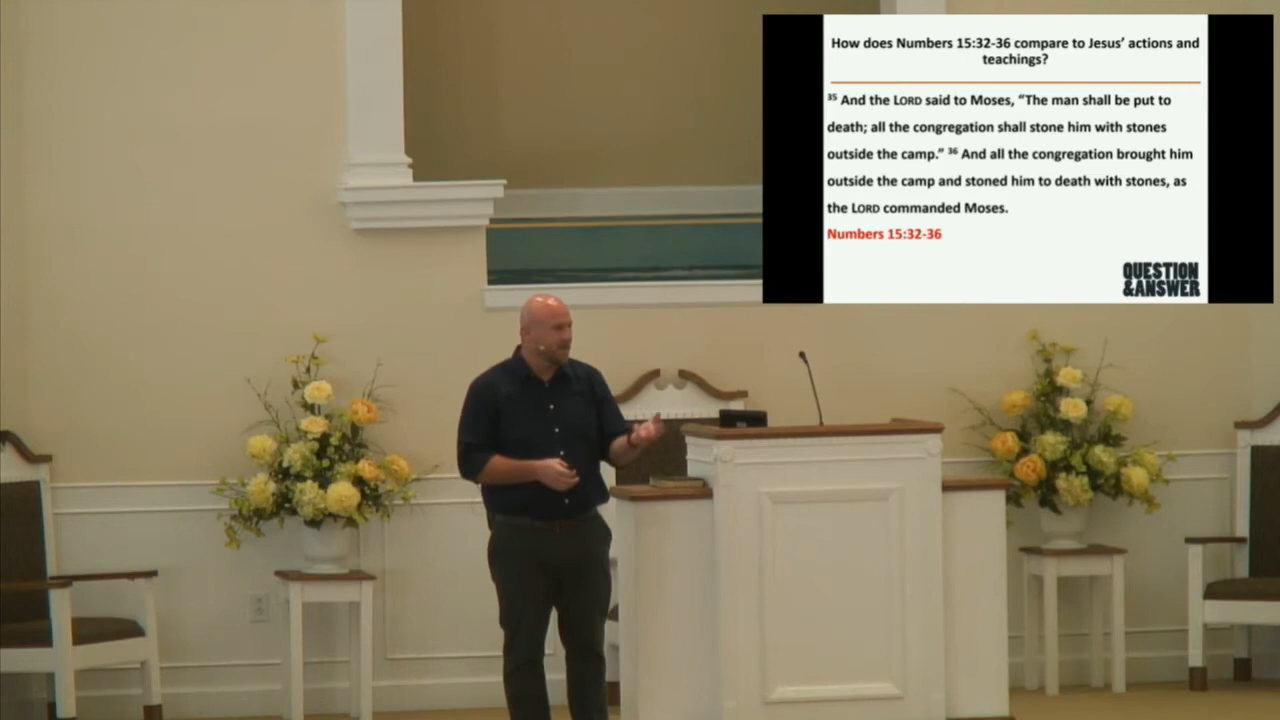 How does Numbers 15:32-36 compare to Jesus’ actions and
teachings?
³⁵ And the LORD said to Moses, “The man shall be put to
death; all the congregation shall stone him with stones
outside the camp.” ³⁶ And all the congregation brought him
outside the camp and stoned him to death with stones, as
the LORD commanded Moses.
Numbers 15:32-36
QUESTION
&ANSWER